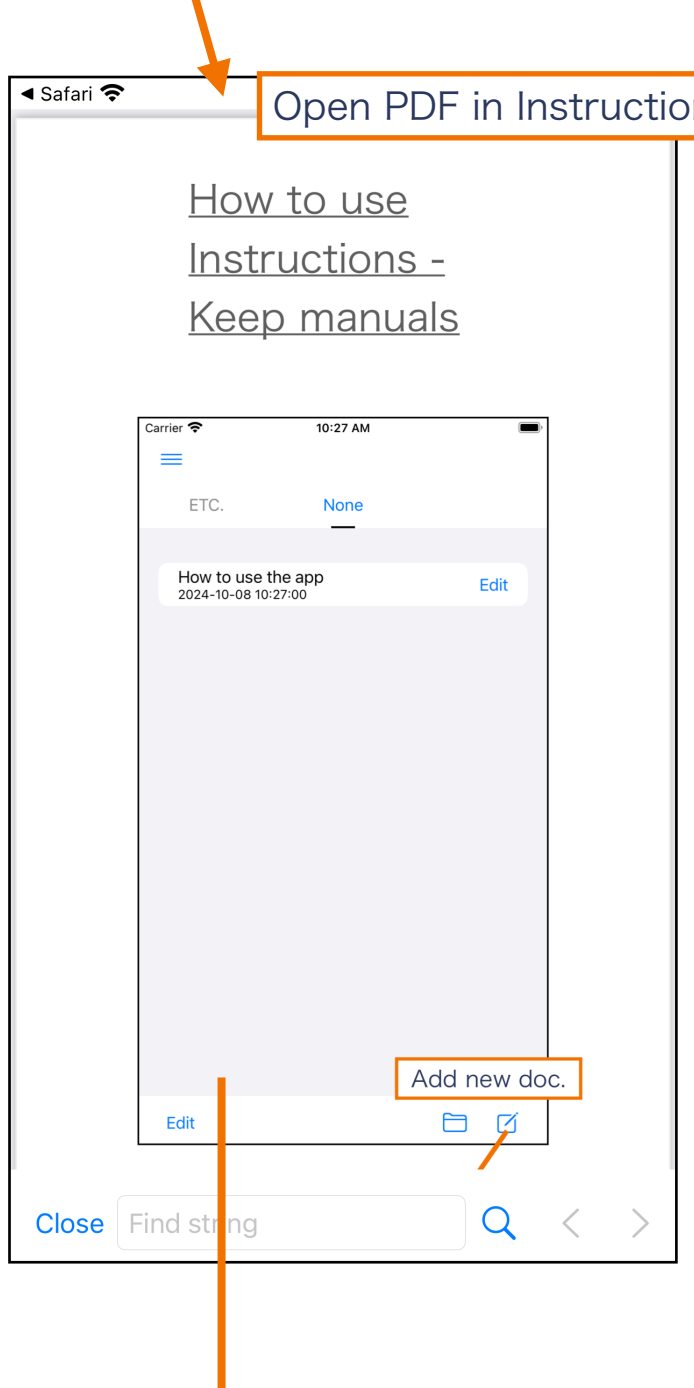 Safari
Open PDF in Instruction
How to use
Instructions -
Keep manuals
Carrier 10:27 AM
ETC. None
How to use the app
2024-10-08 10:27:00
Edit
Add new doc.
Edit
Close Find string